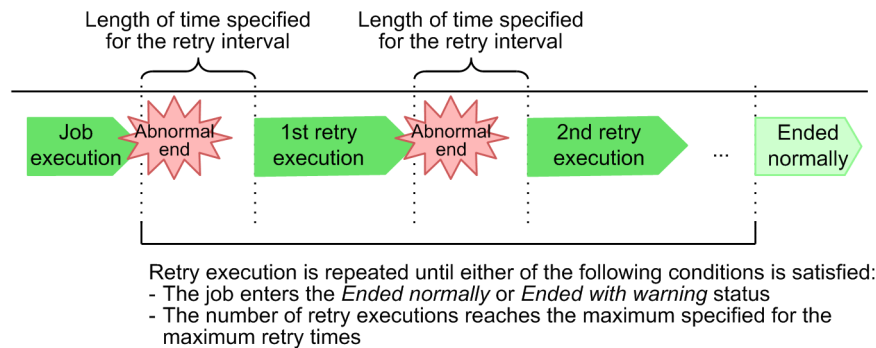 Length of time specified
for the retry interval
Length of time specified
for the retry interval
Job
execution
Abnormal
end
1st retry
execution
Abnormal
end
2nd retry
execution
...
Ended
normally
Retry execution is repeated until either of the following conditions is satisfied:
- The job enters the Ended normally or Ended with warning status
- The number of retry executions reaches the maximum specified for the
maximum retry times